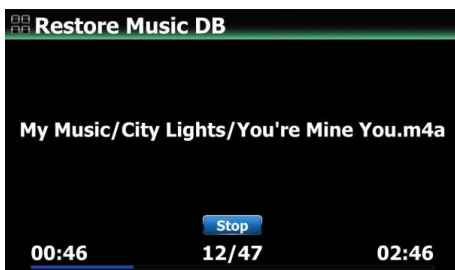 Restore Music DB
My Music/City Lights/You're Mine You.m4a
Stop
00:46 12/47 02:46